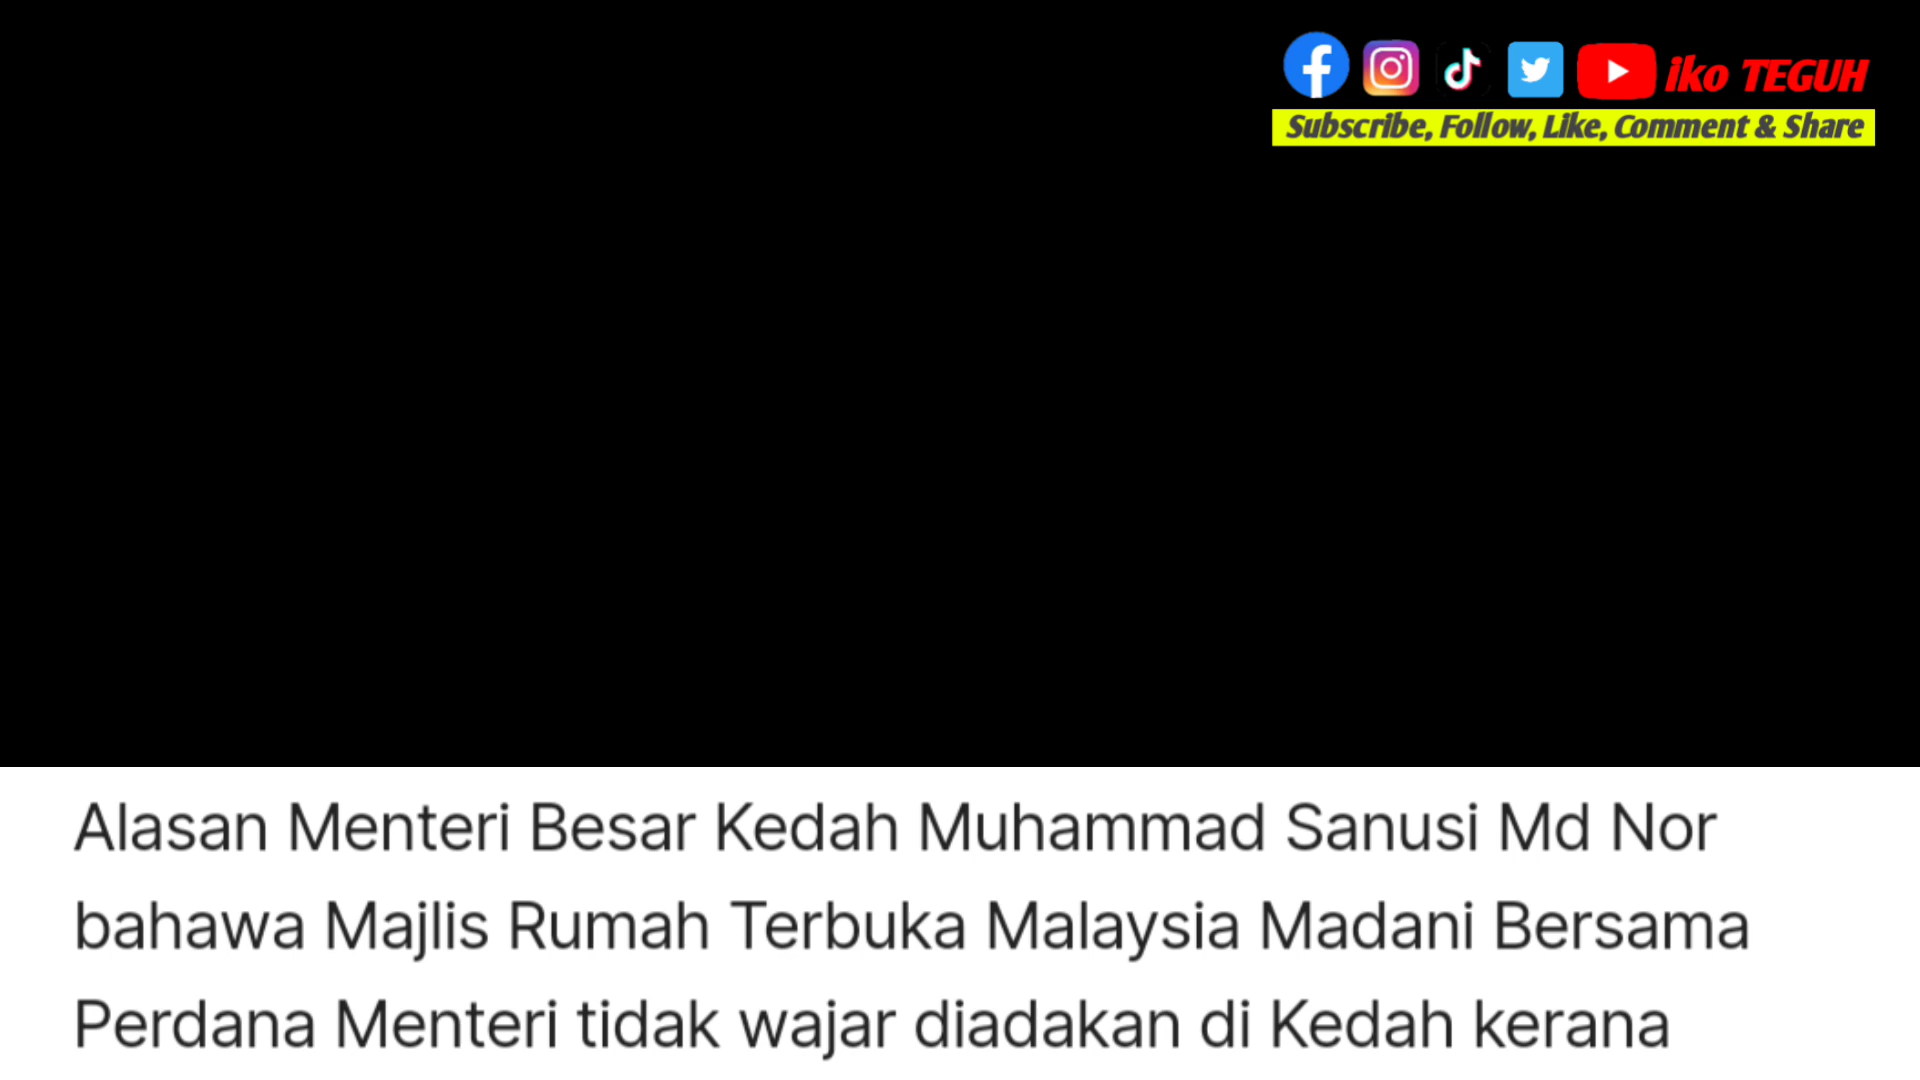 iko TEGUH
Subscribe, Follow, Like, Comment & Share
Alasan Menteri Besar Kedah Muhammad Sanusi Md Nor
bahawa Majlis Rumah Terbuka Malaysia Madani Bersama
Perdana Menteri tidak wajar diadakan di Kedah kerana